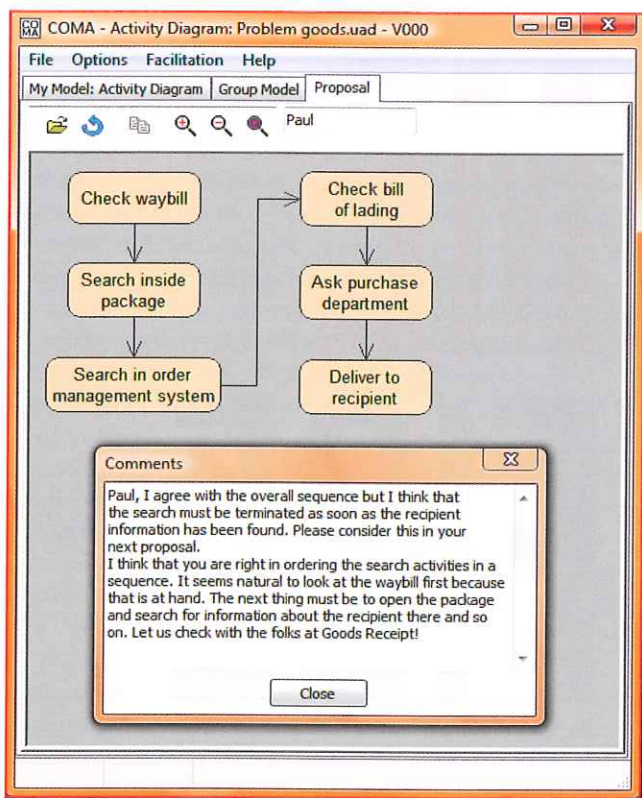 COMA - Activity Diagram: Problem goods.uad - V000
File Options Facilitation Help
My Model: Activity Diagram Group Model Proposal
Paul
Check waybill
Search inside
package
Search in order
management system
Check bill
of lading
Ask purchase
department
Deliver to
recipient
Comments
Paul, I agree with the overall sequence but I think that
the search must be terminated as soon as the recipient
information has been found. Please consider this in your
next proposal.
I think that you are right in ordering the search activities in a
sequence. It seems natural to look at the waybill first because
that is at hand. The next thing must be to open the package
and search for information about the recipient there and so
on. Let us check with the folks at Goods Receipt!
Close